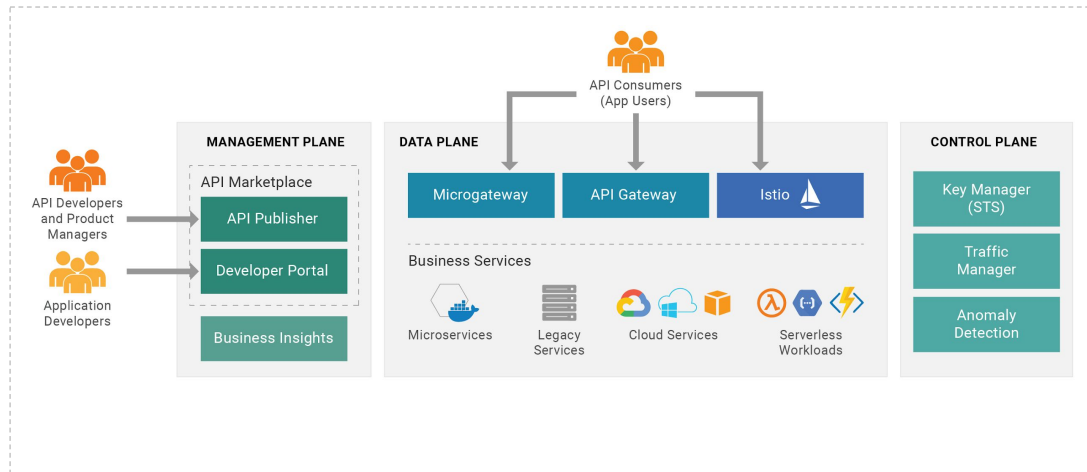 API Consumers
(App Users)
MANAGEMENT PLANE
API Marketplace
API Publisher
Developer Portal
Business Insights
API Developers
and Product
Managers
Application
Developers
DATA PLANE
Microgateway
API Gateway
Istio
Business Services
Microservices
Legacy
Services
Cloud Services
Serverless
Workloads
CONTROL PLANE
Key Manager
(STS)
Traffic
Manager
Anomaly
Detection